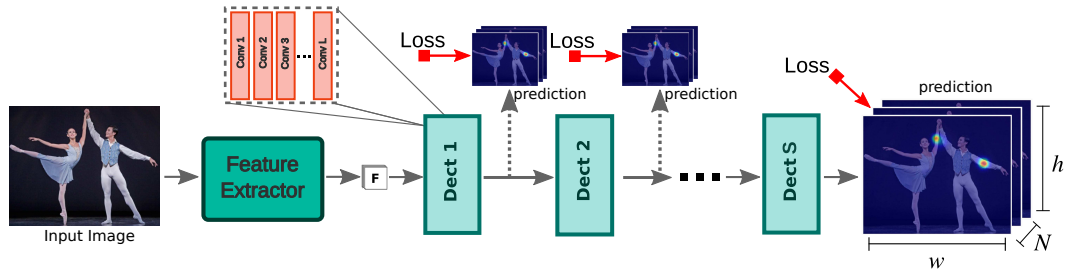 Conv 1
Conv 2
Conv 3
Conv L
Loss
prediction
Loss
prediction
Loss
prediction
Input Image
Feature
Extractor
F
Dect 1
Dect 2
Dect S
h
w
N